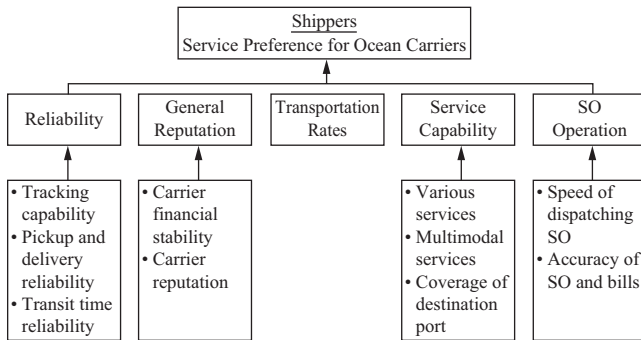 Shippers
Service Preference for Ocean Carriers
Reliability
General
Reputation
Transportation
Rates
Service
Capability
SO
Operation
• Tracking
capability
• Pickup and
delivery
reliability
• Transit time
reliability
• Carrier
financial
stability
• Carrier
reputation
• Various
services
• Multimodal
services
• Coverage of
destination
port
• Speed of
dispatching
SO
• Accuracy of
SO and bills